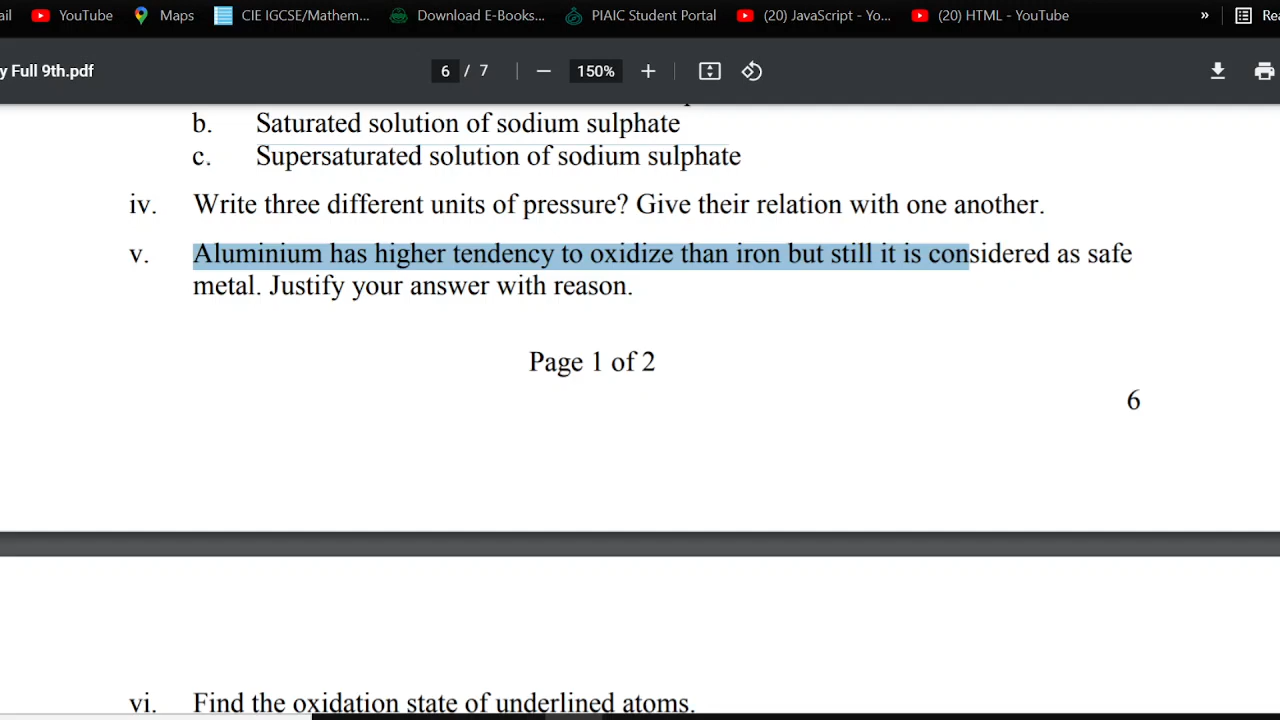 ail YouTube Maps CIE IGCSE/Mathem... Download E-Books... PIAIC Student Portal (20) JavaScript - Yo... (20) HTML - YouTube » Rea
y Full 9th.pdf 6 / 7 150%
b. Saturated solution of sodium sulphate
c. Supersaturated solution of sodium sulphate
iv. Write three different units of pressure? Give their relation with one another.
v. Aluminium has higher tendency to oxidize than iron but still it is considered as safe
metal. Justify your answer with reason.
Page 1 of 2
6
vi. Find the oxidation state of underlined atoms.